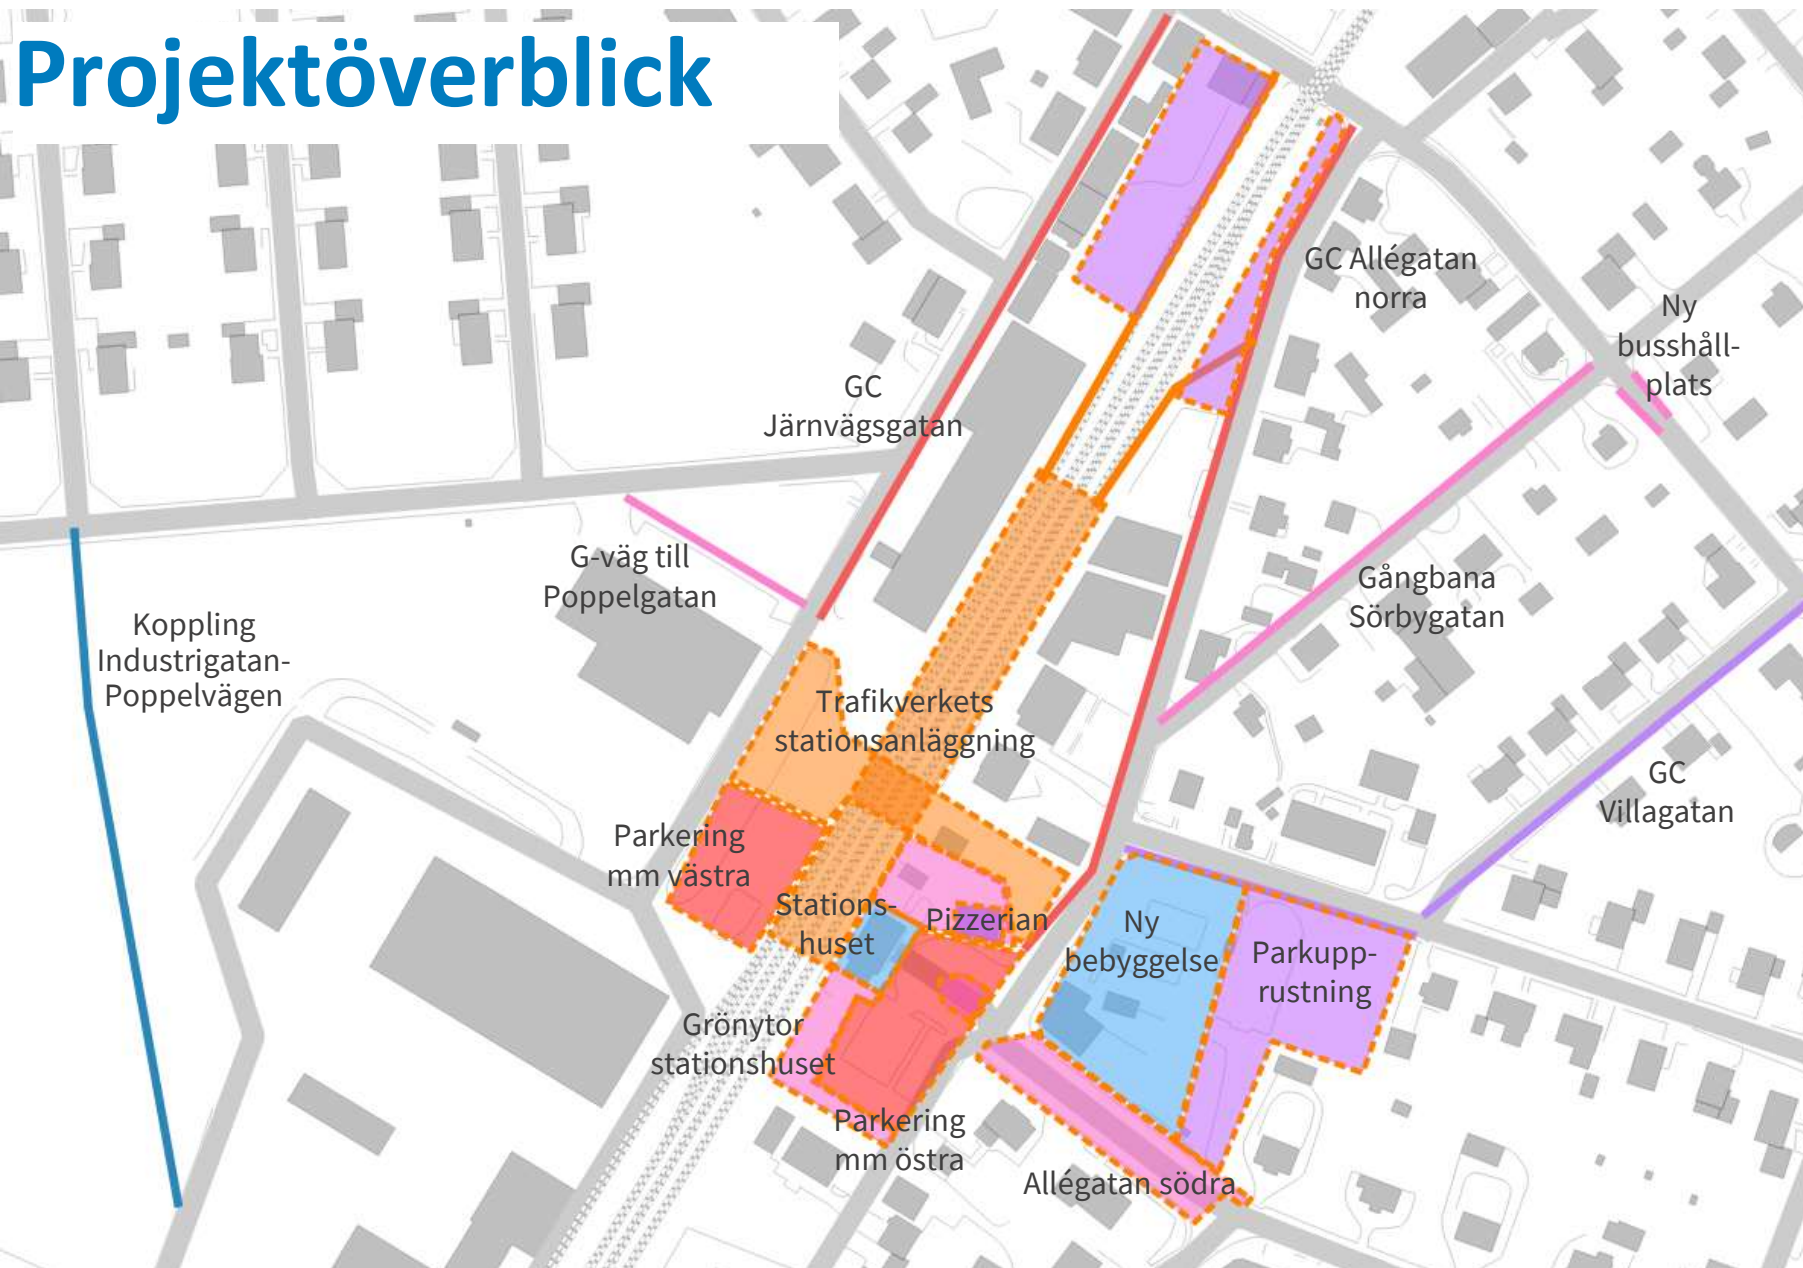 Projektöverblick
GC Allégatan
norra
Ny
busshåll-
plats
GC
Järnvägsgatan
G-väg till
Poppelgatan
Gångbana
Sörbygatan
Koppling
Industrigatan-
Poppelvägen
Trafikverkets
stationsanläggning
GC
Villagatan
Parkering
mm västra
Stations-
huset
Pizzerian
Ny
bebyggelse
Parkupp-
rustning
Grönytor
stationshuset
Parkering
mm östra
Allégatan södra